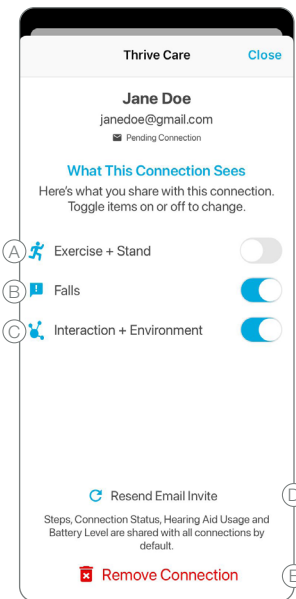 Thrive Care Close
Jane Doe
janedoe@gmail.com
Pending Connection
What This Connection Sees
Here's what you share with this connection.
Toggle items on or off to change.
A Exercise + Stand
B Falls
C Interaction + Environment
Resend Email Invite D
Steps, Connection Status, Hearing Aid Usage and
Battery Level are shared with all connections by
default.
Remove Connection E